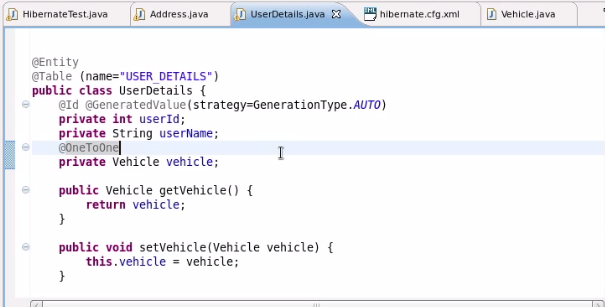 HibernateTest.java Address.java UserDetails.java hibernate.cfg.xml Vehicle.java
@Entity
@Table (name="USER_DETAILS")
public class UserDetails {
@Id @GeneratedValue(strategy=GenerationType.AUTO)
private int userId;
private String userName;
@OneToOne
private Vehicle vehicle;
public Vehicle getVehicle() {
return vehicle;
}
public void setVehicle(Vehicle vehicle) {
this.vehicle = vehicle;
}